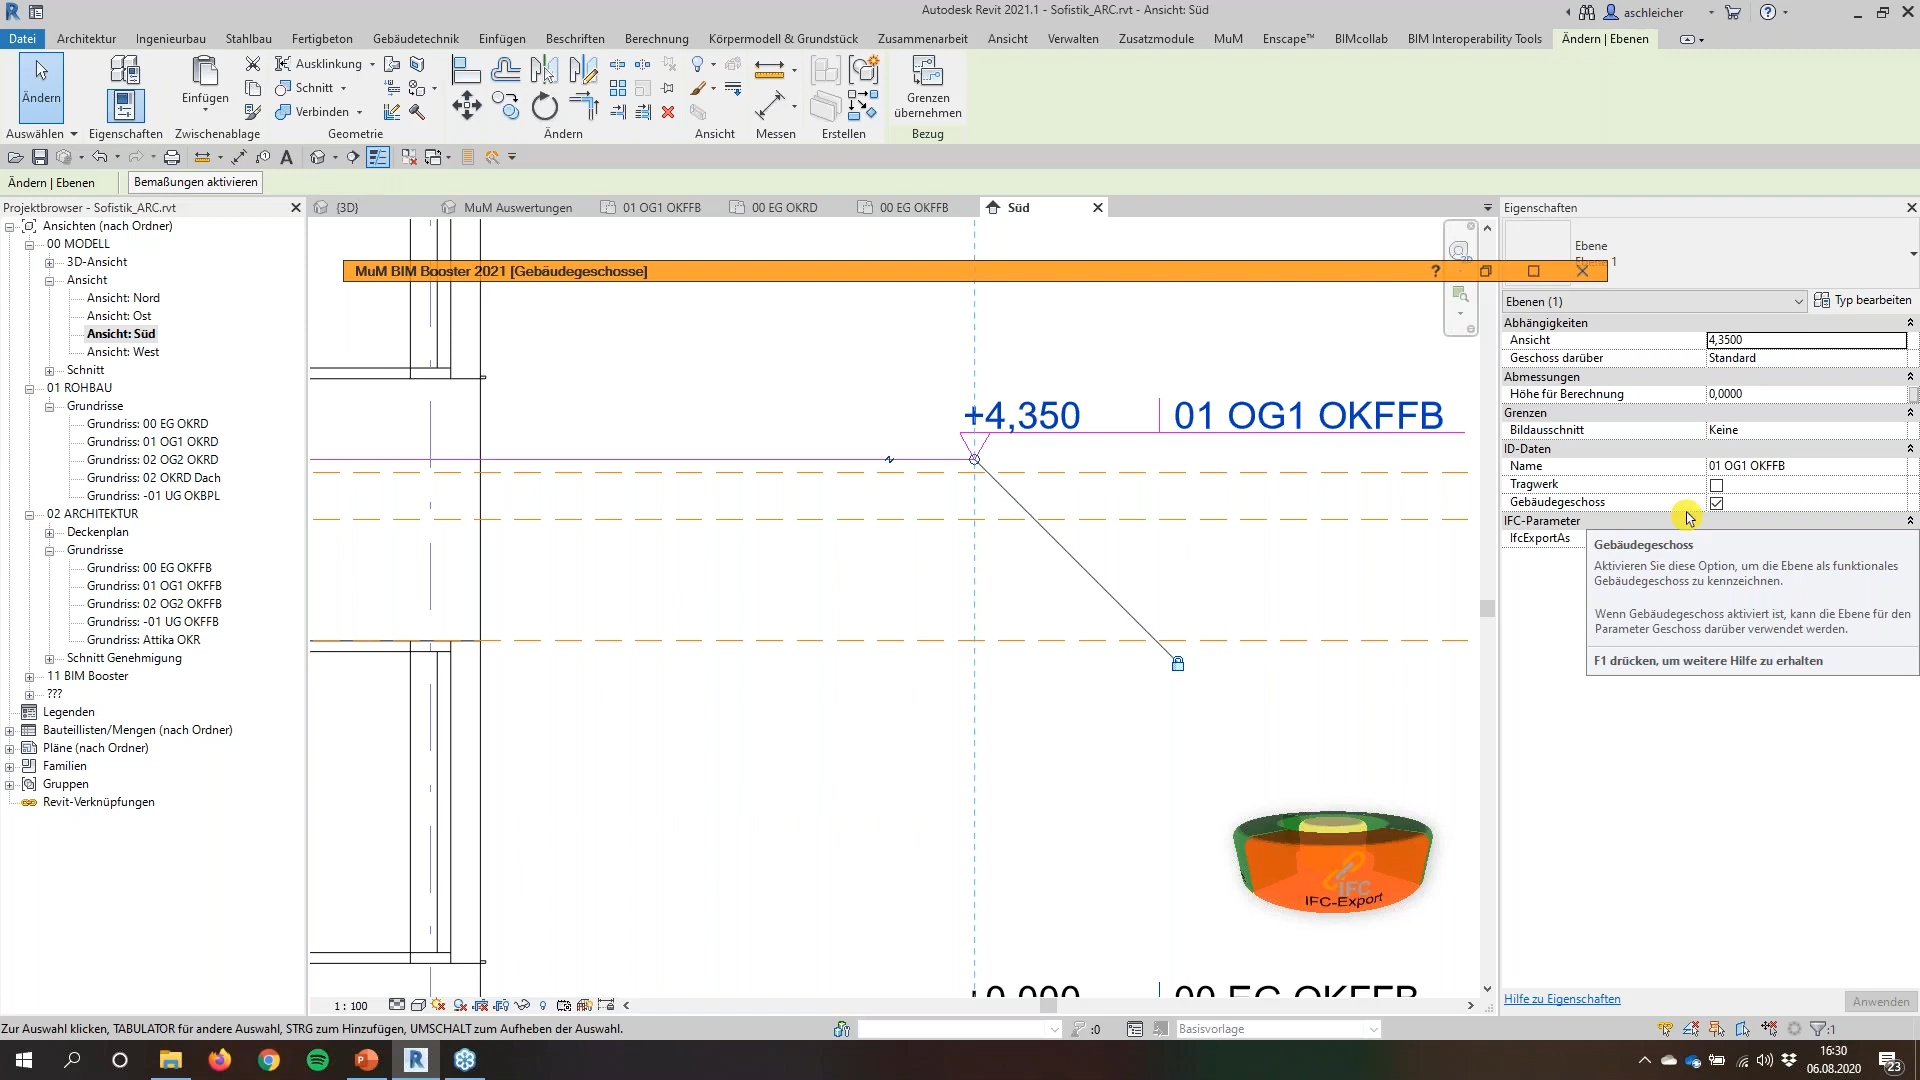 Autodesk Revit 2021.1 - Sofistik_ARC.rvt - Ansicht: Süd
aschleicher
Datei Architektur Ingenieurbau Stahlbau Fertigbeton Gebäudetechnik Einfügen Beschriften Berechnung Körpermodell & Grundstück Zusammenarbeit Ansicht Verwalten Zusatzmodule MuM Enscape™ BIMcollab BIM Interoperability Tools Ändern | Ebenen
Ändern
Einfügen
Ausklinkung
Schnitt
Verbinden
Grenzen
übernehmen
Auswählen Eigenschaften Zwischenablage Geometrie Ändern Ansicht Messen Erstellen Bezug
Ändern | Ebenen
Bemaßungen aktivieren
Projektbrowser - Sofistik_ARC.rvt
Ansichten (nach Ordner)
00 MODELL
3D-Ansicht
Ansicht
Ansicht: Nord
Ansicht: Ost
Ansicht: Süd
Ansicht: West
Schnitt
01 ROHBAU
Grundrisse
Grundriss: 00 EG OKRD
Grundriss: 01 OG1 OKRD
Grundriss: 02 OG2 OKRD
Grundriss: 02 OKRD Dach
Grundriss: -01 UG OKBPL
02 ARCHITEKTUR
Deckenplan
Grundrisse
Grundriss: 00 EG OKFFB
Grundriss: 01 OG1 OKFFB
Grundriss: 02 OG2 OKFFB
Grundriss: -01 UG OKFFB
Grundriss: Attika OKR
Schnitt Genehmigung
11 BIM Booster
???
Legenden
Bauteillisten/Mengen (nach Ordner)
Pläne (nach Ordner)
Familien
Gruppen
Revit-Verknüpfungen
{3D}
MuM Auswertungen
01 OG1 OKFFB
00 EG OKRD
00 EG OKFFB
Süd
MuM BIM Booster 2021 [Gebäudegeschosse]
+4,350
01 OG1 OKFFB
IFC
IFC-Export
+0,000
00 EG OKFFB
1 : 100
Eigenschaften
Ebene
Ebene 1
Ebenen (1)
Typ bearbeiten
Abhängigkeiten
Ansicht 4,3500
Geschoss darüber Standard
Abmessungen
Höhe für Berechnung 0,0000
Grenzen
Bildausschnitt Keine
ID-Daten
Name 01 OG1 OKFFB
Tragwerk
Gebäudegeschoss
IFC-Parameter
IfcExportAs
Gebäudegeschoss
Aktivieren Sie diese Option, um die Ebene als funktionales
Gebäudegeschoss zu kennzeichnen.
Wenn Gebäudegeschoss aktiviert ist, kann die Ebene für den
Parameter Geschoss darüber verwendet werden.
F1 drücken, um weitere Hilfe zu erhalten
Hilfe zu Eigenschaften
Anwenden
Zur Auswahl klicken, TABULATOR für andere Auswahl, STRG zum Hinzufügen, UMSCHALT zum Aufheben der Auswahl.
:0
Basisvorlage
:1
16:30
06.08.2020
23